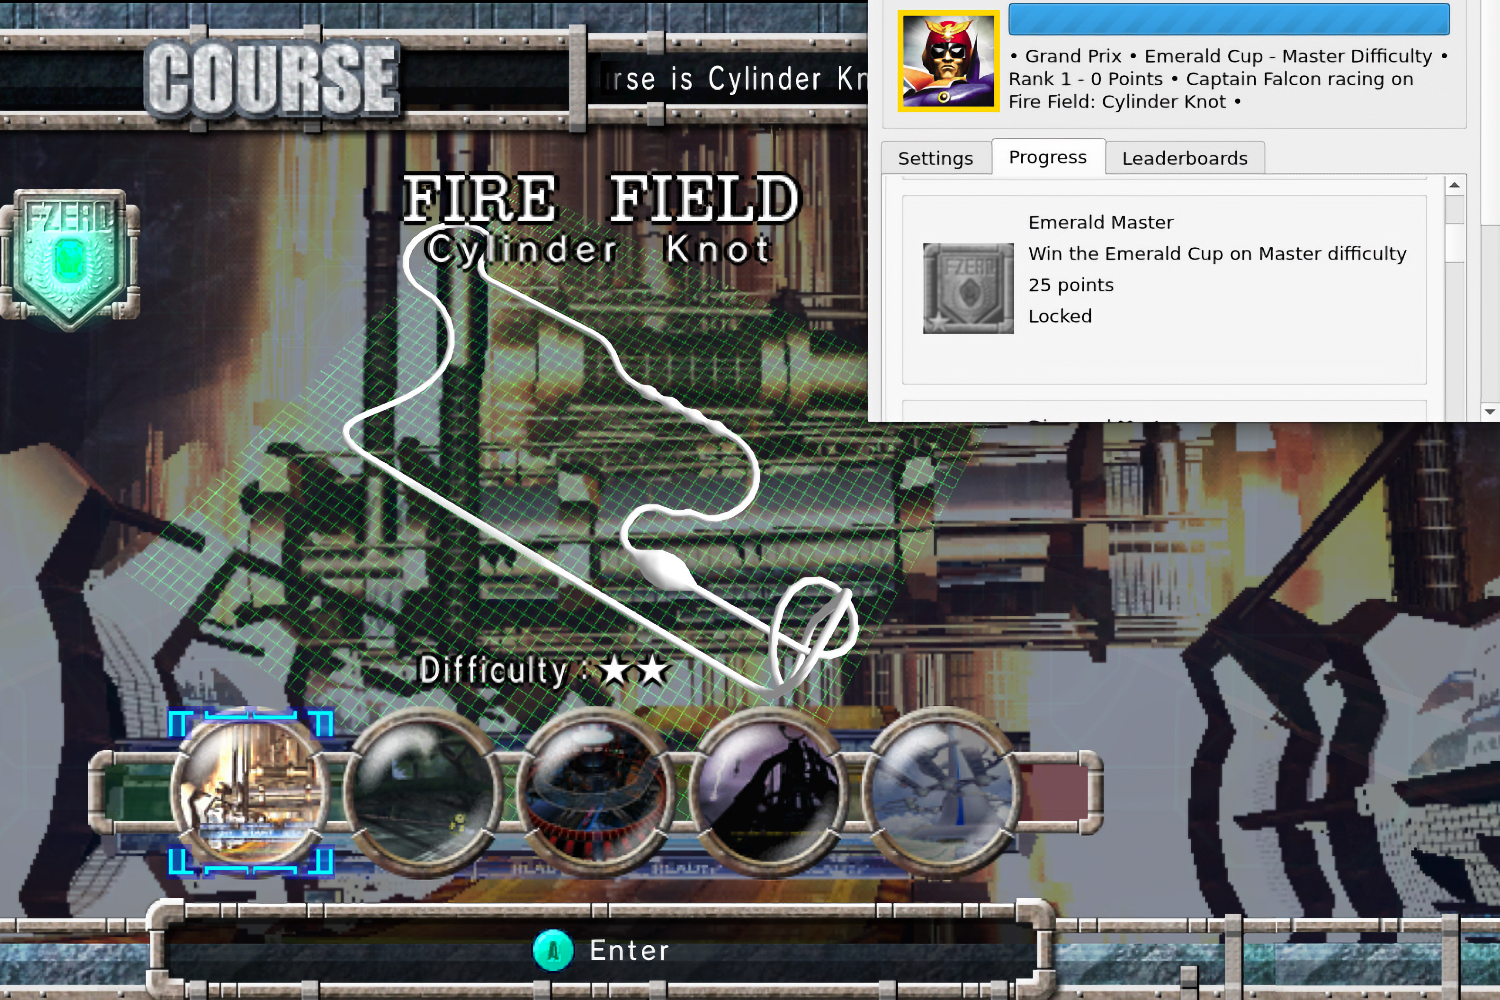 COURSE
rse is Cylinder Kn
• Grand Prix • Emerald Cup - Master Difficulty •
Rank 1 - 0 Points • Captain Falcon racing on
Fire Field: Cylinder Knot •
Settings
Progress
Leaderboards
FIRE FIELD
Cylinder Knot
F-ZERO
Emerald Master
Win the Emerald Cup on Master difficulty
25 points
Locked
F-ZERO
Difficulty : ★★
A Enter